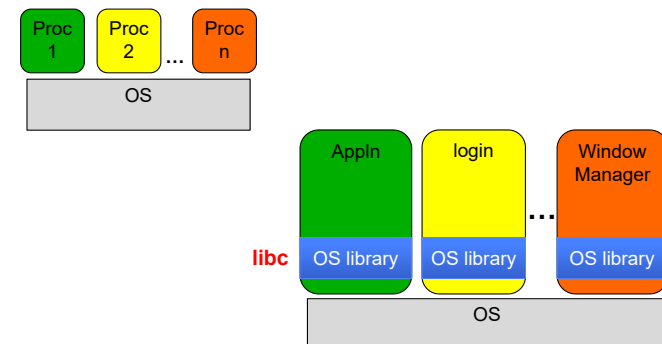 Proc
1
Proc
2
...
Proc
n
OS
Appln
login
...
Window
Manager
libc
OS library
OS library
OS library
OS